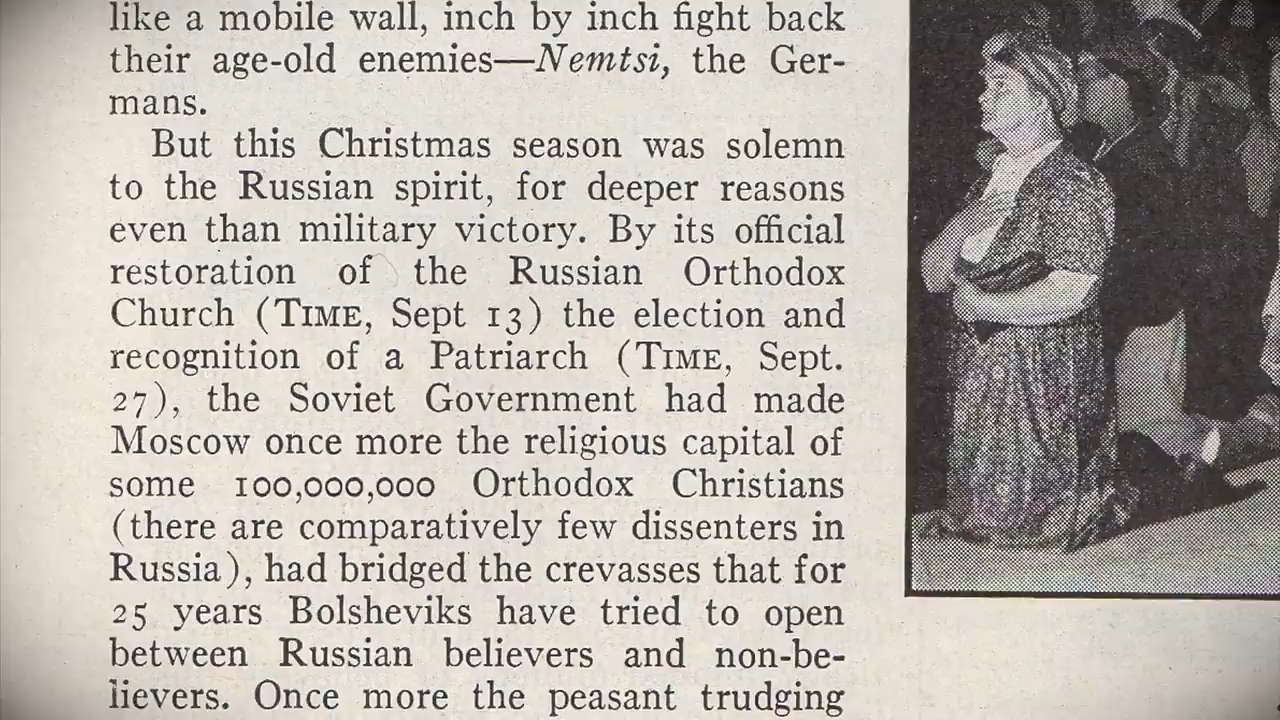 like a mobile wall, inch by inch fight back
their age-old enemies—Nemtsi, the Ger-
mans.
But this Christmas season was solemn
to the Russian spirit, for deeper reasons
even than military victory. By its official
restoration of the Russian Orthodox
Church (TIME, Sept 13) the election and
recognition of a Patriarch (TIME, Sept.
27), the Soviet Government had made
Moscow once more the religious capital of
some 100,000,000 Orthodox Christians
(there are comparatively few dissenters in
Russia), had bridged the crevasses that for
25 years Bolsheviks have tried to open
between Russian believers and non-be-
lievers. Once more the peasant trudging